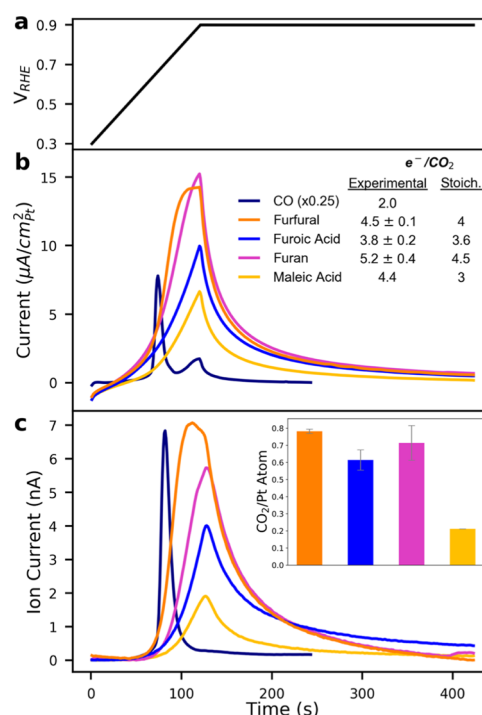 a
0.9
0.7
0.5
0.3
V_RHE
b
15
10
5
0
Current (μA/cm²_Pt)
e⁻/CO₂
Experimental Stoich.
CO (x0.25) 2.0
Furfural 4.5 ± 0.1 4
Furoic Acid 3.8 ± 0.2 3.6
Furan 5.2 ± 0.4 4.5
Maleic Acid 4.4 3
c
7
6
5
4
3
2
1
0
Ion Current (nA)
0.8
0.7
0.6
0.5
0.4
0.3
0.2
0.1
0.0
CO₂/Pt Atom
0 100 200 300 400
Time (s)